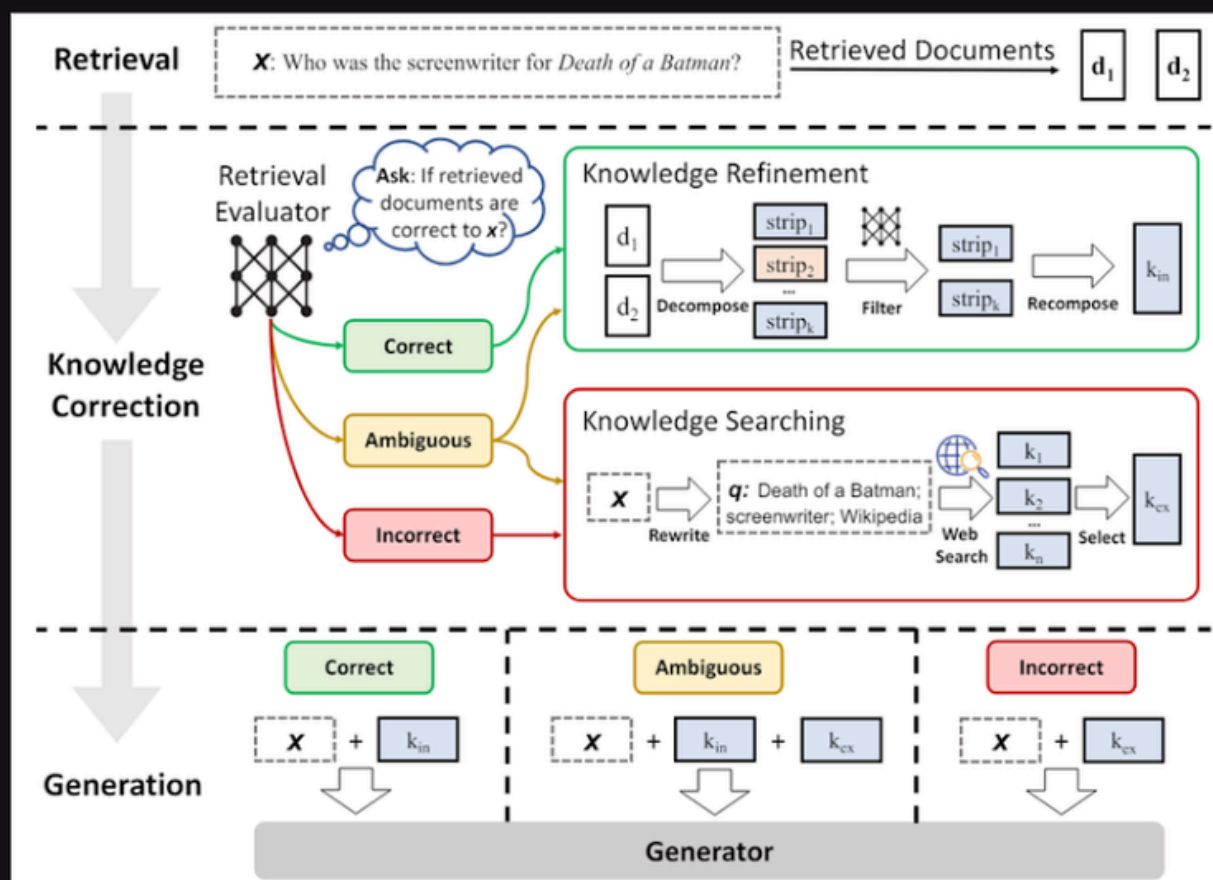 Retrieval
x: Who was the screenwriter for Death of a Batman?
Retrieved Documents
d₁
d₂
Retrieval
Evaluator
Ask: If retrieved
documents are
correct to x?
Knowledge
Correction
Correct
Ambiguous
Incorrect
Knowledge Refinement
d₁
d₂
Decompose
strip₁
strip₂
...
stripₖ
Filter
strip₁
stripₖ
Recompose
kᵢₙ
Knowledge Searching
x
Rewrite
q: Death of a Batman;
screenwriter; Wikipedia
Web
Search
k₁
k₂
...
kₙ
Select
kₑₓ
Generation
Correct
x + kᵢₙ
Ambiguous
x + kᵢₙ + kₑₓ
Incorrect
x + kₑₓ
Generator